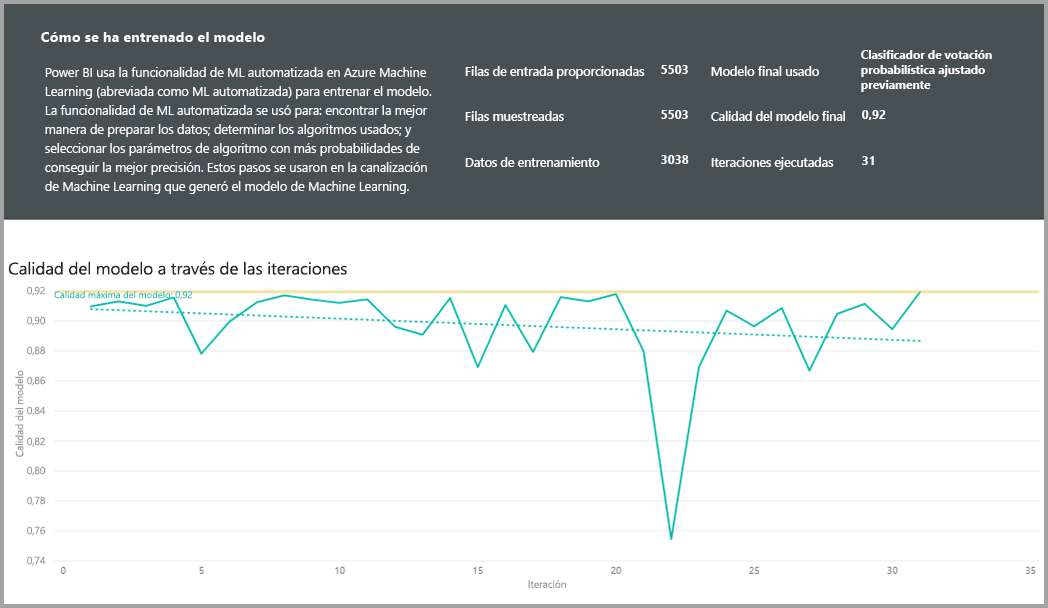 Cómo se ha entrenado el modelo
Power BI usa la funcionalidad de ML automatizada en Azure Machine
Learning (abreviada como ML automatizada) para entrenar el modelo.
La funcionalidad de ML automatizada se usó para: encontrar la mejor
manera de preparar los datos; determinar los algoritmos usados; y
seleccionar los parámetros de algoritmo con más probabilidades de
conseguir la mejor precisión. Estos pasos se usaron en la canalización
de Machine Learning que generó el modelo de Machine Learning.
Filas de entrada proporcionadas 5503
Filas muestreadas 5503
Datos de entrenamiento 3038
Modelo final usado
Clasificador de votación
probabilística ajustado
previamente
Calidad del modelo final 0,92
Iteraciones ejecutadas 31
Calidad del modelo a través de las iteraciones
Calidad máxima del modelo: 0,92
Calidad del modelo
0,92
0,90
0,88
0,86
0.84
0,82
0,80
0,78
0,76
0,74
0 5 10 15 20 25 30 35
Iteración